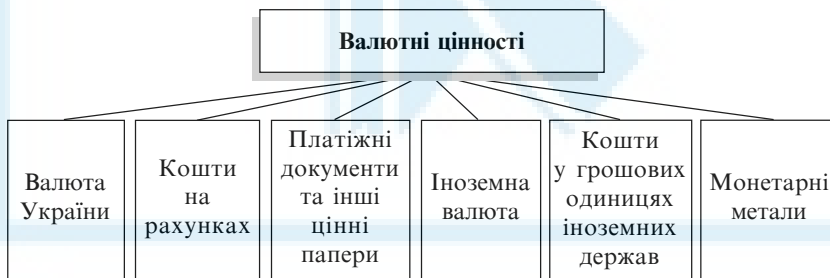 Валютні цінності
Валюта
України
Кошти
на
рахунках
Платіжні
документи
та інші
цінні
папери
Іноземна
валюта
Кошти
у грошових
одиницях
іноземних
держав
Монетарні
метали